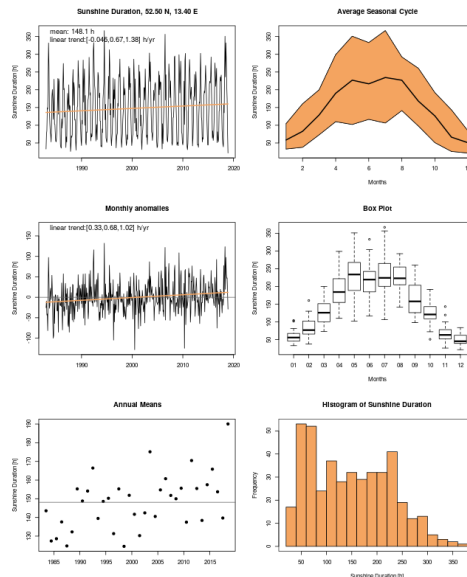 Sunshine Duration, 52.50 N, 13.40 E
mean: 148.1 h
linear trend:[-0.046,0.67,1.38] h/yr
Sunshine Duration [h]
50 100 150 200 250 300 350
1990 2000 2010 2020
Average Seasonal Cycle
Sunshine Duration [h]
50 100 150 200 250 300 350
2 4 6 8 10
Months
Monthly anomalies
linear trend:[0.33,0.68,1.02] h/yr
Sunshine Duration [h]
-100 -50 0 50 100 150
1990 2000 2010 2020
Box Plot
Sunshine Duration [h]
50 100 150 200 250 300 350
01 02 03 04 05 06 07 08 09 10 11 12
Months
Annual Means
Sunshine Duration [h]
130 140 150 160 170 180 190
1985 1990 1995 2000 2005 2010 2015
Histogram of Sunshine Duration
Frequency
0 10 20 30 40 50
50 100 150 200 250 300 350
Sunshine Duration [h]